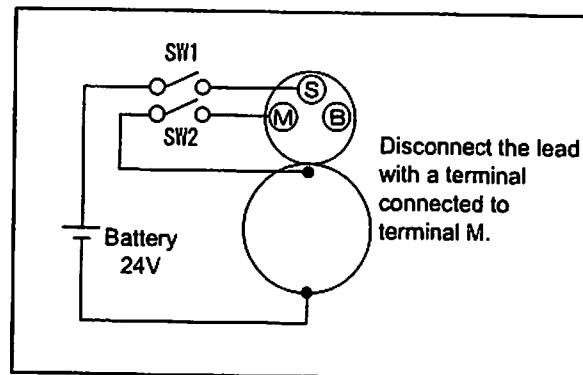 SW1
S
M
B
SW2
Disconnect the lead
with a terminal
connected to
terminal M.
Battery
24V